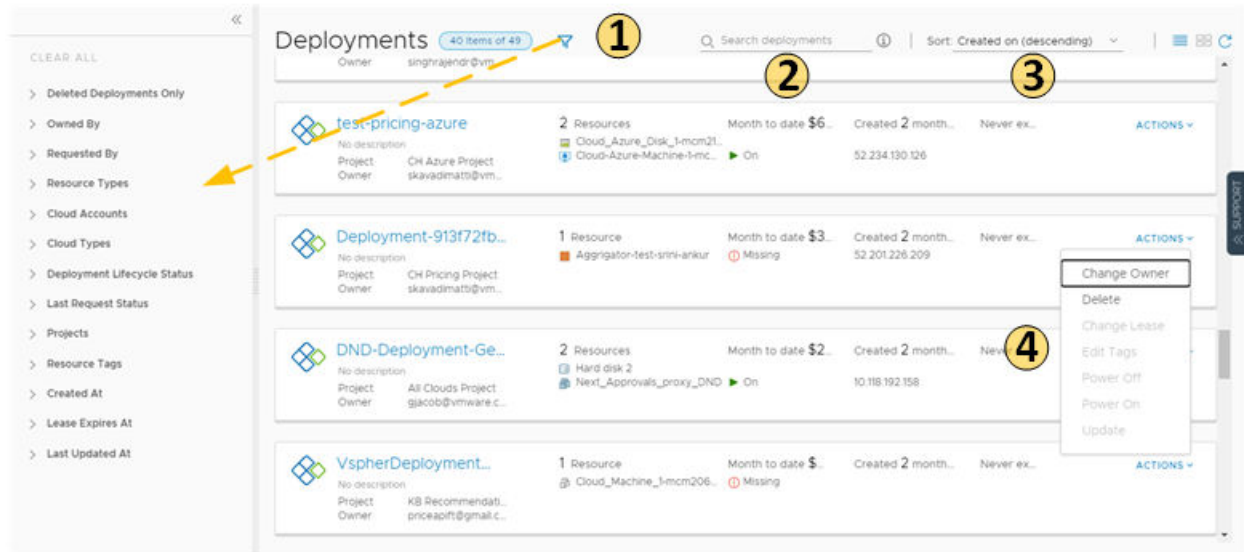 «
CLEAR ALL
> Deleted Deployments Only
> Owned By
> Requested By
> Resource Types
> Cloud Accounts
> Cloud Types
> Deployment Lifecycle Status
> Last Request Status
> Projects
> Resource Tags
> Created At
> Lease Expires At
> Last Updated At
Deployments 40 Items of 49 1 Search deployments Sort: Created on (descending)
2 3
Owner singhrajendr@vm...
test-pricing-azure 2 Resources Month to date $6... Created 2 month... Never ex... ACTIONS
No description Cloud_Azure_Disk_1-mcm21...
Cloud-Azure-Machine-1-mc... On 52.234.130.126
Project CH Azure Project
Owner skavadimatti@vm...
Deployment-913f72fb... 1 Resource Month to date $3... Created 2 month... Never ex... ACTIONS
No description Aggrigator-test-srini-ankur Missing 52.201.226.209
Project CH Pricing Project
Owner skavadimatti@vm...
Change Owner
Delete
Change Lease
Edit Tags
Power Off
Power On
Update
DND-Deployment-Ge... 2 Resources Month to date $2... Created 2 month... Never 4
No description Hard disk 2
Next_Approvals_proxy_DND On 10.118.192.158
Project All Clouds Project
Owner gjacob@vmware.c...
VspherDeployment... 1 Resource Month to date $... Created 2 month... Never ex... ACTIONS
No description Cloud_Machine_1-mcm206... Missing
Project KB Recommendati...
Owner priceapift@gmail.c...
SUPPORT